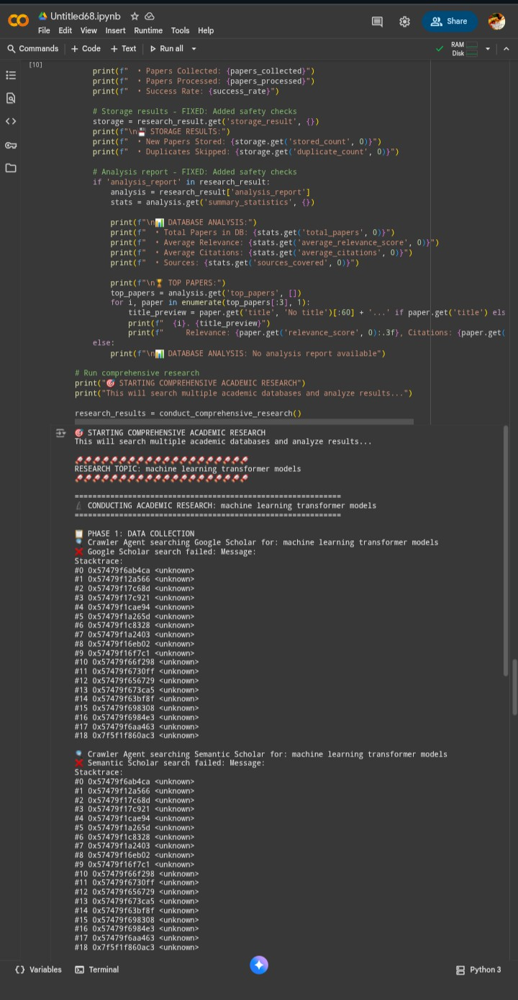 Untitled68.ipynb
File Edit View Insert Runtime Tools Help
Share
Commands + Code + Text Run all
RAM
Disk
[10]
print(f"  • Papers Collected: {papers_collected}")
print(f"  • Papers Processed: {papers_processed}")
print(f"  • Success Rate: {success_rate}")
# Storage results - FIXED: Added safety checks
storage = research_result.get('storage_result', {})
print(f"\n💾 STORAGE RESULTS:")
print(f"  • New Papers Stored: {storage.get('stored_count', 0)}")
print(f"  • Duplicates Skipped: {storage.get('duplicate_count', 0)}")
# Analysis report - FIXED: Added safety checks
if 'analysis_report' in research_result:
analysis = research_result['analysis_report']
stats = analysis.get('summary_statistics', {})
print(f"\n📊 DATABASE ANALYSIS:")
print(f"  • Total Papers in DB: {stats.get('total_papers', 0)}")
print(f"  • Average Relevance: {stats.get('average_relevance_score', 0)}")
print(f"  • Average Citations: {stats.get('average_citations', 0)}")
print(f"  • Sources: {stats.get('sources_covered', 0)}")
print(f"\n🏆 TOP PAPERS:")
top_papers = analysis.get('top_papers', [])
for i, paper in enumerate(top_papers[:3], 1):
title_preview = paper.get('title', 'No title')[:60] + '...' if paper.get('title') els
print(f"  {i}. {title_preview}")
print(f"     Relevance: {paper.get('relevance_score', 0):.3f}, Citations: {paper.get(
else:
print(f"\n📊 DATABASE ANALYSIS: No analysis report available")
# Run comprehensive research
print("🎯 STARTING COMPREHENSIVE ACADEMIC RESEARCH")
print("This will search multiple academic databases and analyze results...")
research_results = conduct_comprehensive_research()
🎯 STARTING COMPREHENSIVE ACADEMIC RESEARCH
This will search multiple academic databases and analyze results...
RESEARCH TOPIC: machine learning transformer models
============================================================
CONDUCTING ACADEMIC RESEARCH: machine learning transformer models
============================================================
📋 PHASE 1: DATA COLLECTION
Crawler Agent searching Google Scholar for: machine learning transformer models
❌ Google Scholar search failed: Message:
Stacktrace:
#0 0x57479f6ab4ca <unknown>
#1 0x57479f12a566 <unknown>
#2 0x57479f17c68d <unknown>
#3 0x57479f17c921 <unknown>
#4 0x57479f1cae94 <unknown>
#5 0x57479f1a265d <unknown>
#6 0x57479f1c8328 <unknown>
#7 0x57479f1a2403 <unknown>
#8 0x57479f16eb02 <unknown>
#9 0x57479f16f7c1 <unknown>
#10 0x57479f66f298 <unknown>
#11 0x57479f6730ff <unknown>
#12 0x57479f656729 <unknown>
#13 0x57479f673ca5 <unknown>
#14 0x57479f63bf8f <unknown>
#15 0x57479f698308 <unknown>
#16 0x57479f6984e3 <unknown>
#17 0x57479f6aa463 <unknown>
#18 0x7f5f1f860ac3 <unknown>
Crawler Agent searching Semantic Scholar for: machine learning transformer models
❌ Semantic Scholar search failed: Message:
Stacktrace:
#0 0x57479f6ab4ca <unknown>
#1 0x57479f12a566 <unknown>
#2 0x57479f17c68d <unknown>
#3 0x57479f17c921 <unknown>
#4 0x57479f1cae94 <unknown>
#5 0x57479f1a265d <unknown>
#6 0x57479f1c8328 <unknown>
#7 0x57479f1a2403 <unknown>
#8 0x57479f16eb02 <unknown>
#9 0x57479f16f7c1 <unknown>
#10 0x57479f66f298 <unknown>
#11 0x57479f6730ff <unknown>
#12 0x57479f656729 <unknown>
#13 0x57479f673ca5 <unknown>
#14 0x57479f63bf8f <unknown>
#15 0x57479f698308 <unknown>
#16 0x57479f6984e3 <unknown>
#17 0x57479f6aa463 <unknown>
#18 0x7f5f1f860ac3 <unknown>
Variables Terminal Python 3